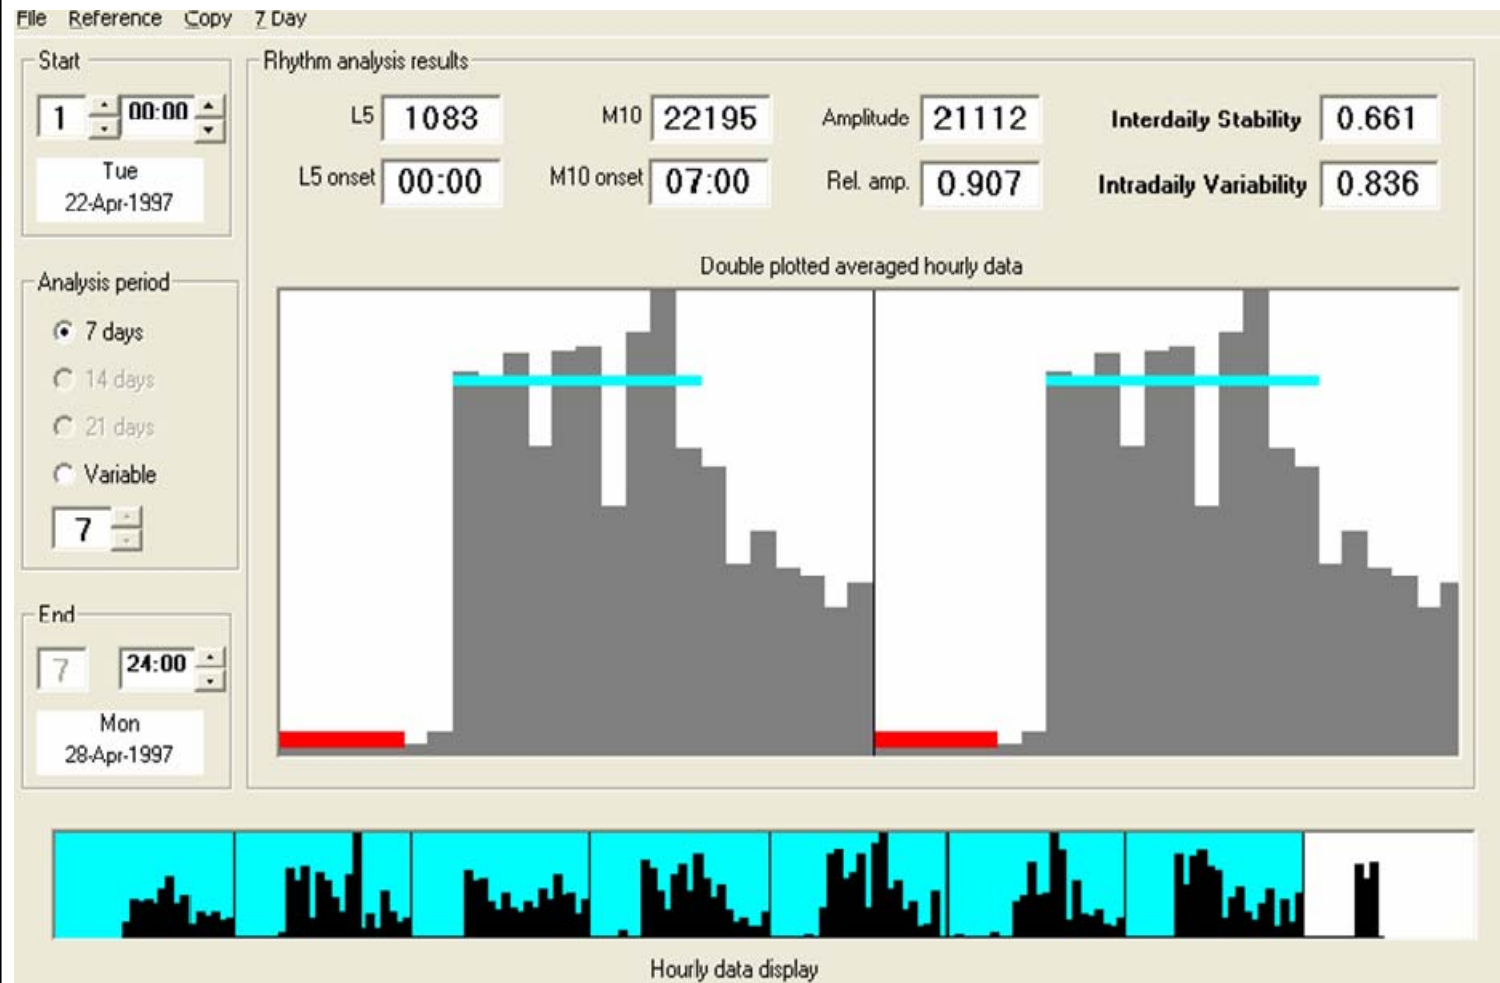 File Reference Copy 7 Day
Start
1 00:00
Tue
22-Apr-1997
Analysis period
7 days
14 days
21 days
Variable
7
End
7 24:00
Mon
28-Apr-1997
Rhythm analysis results
L5 1083 M10 22195 Amplitude 21112 Interdaily Stability 0.661
L5 onset 00:00 M10 onset 07:00 Rel. amp. 0.907 Intradaily Variability 0.836
Double plotted averaged hourly data
Hourly data display